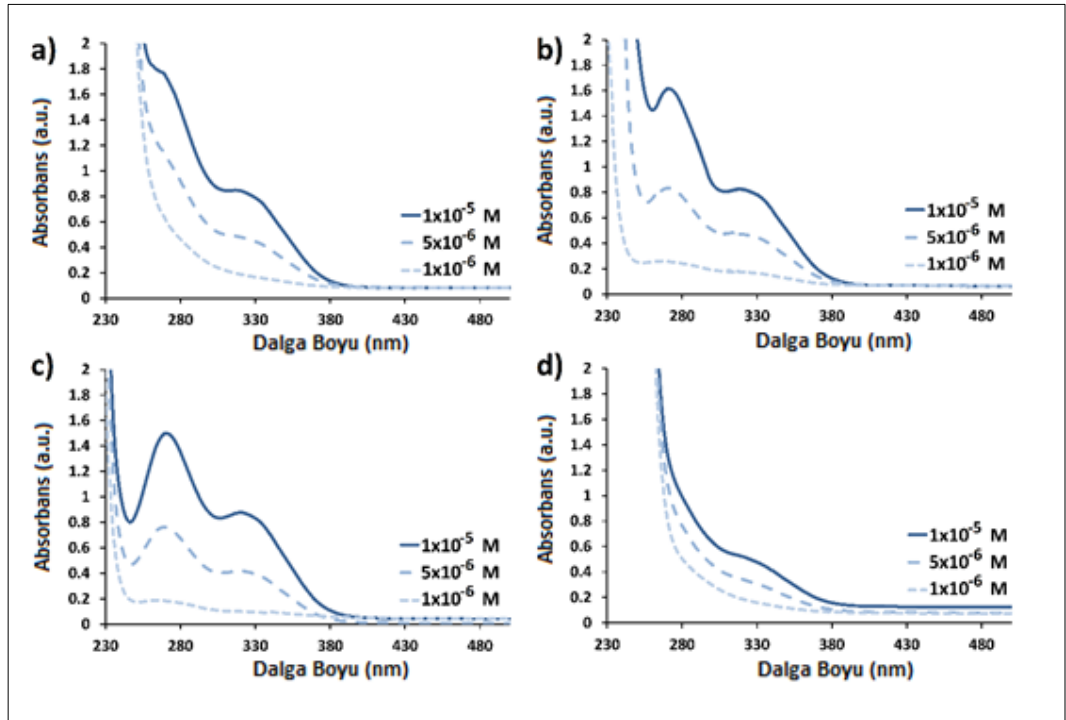 a)
Absorbans (a.u.)
2
1.8
1.6
1.4
1.2
1
0.8
0.6
0.4
0.2
0
230 280 330 380 430 480
Dalga Boyu (nm)
1x10⁻⁵ M
5x10⁻⁶ M
1x10⁻⁶ M
b)
Absorbans (a.u.)
2
1.8
1.6
1.4
1.2
1
0.8
0.6
0.4
0.2
0
230 280 330 380 430 480
Dalga Boyu (nm)
1x10⁻⁵ M
5x10⁻⁶ M
1x10⁻⁶ M
c)
Absorbans (a.u.)
2
1.8
1.6
1.4
1.2
1
0.8
0.6
0.4
0.2
0
230 280 330 380 430 480
Dalga Boyu (nm)
1x10⁻⁵ M
5x10⁻⁶ M
1x10⁻⁶ M
d)
Absorbans (a.u.)
2
1.8
1.6
1.4
1.2
1
0.8
0.6
0.4
0.2
0
230 280 330 380 430 480
Dalga Boyu (nm)
1x10⁻⁵ M
5x10⁻⁶ M
1x10⁻⁶ M